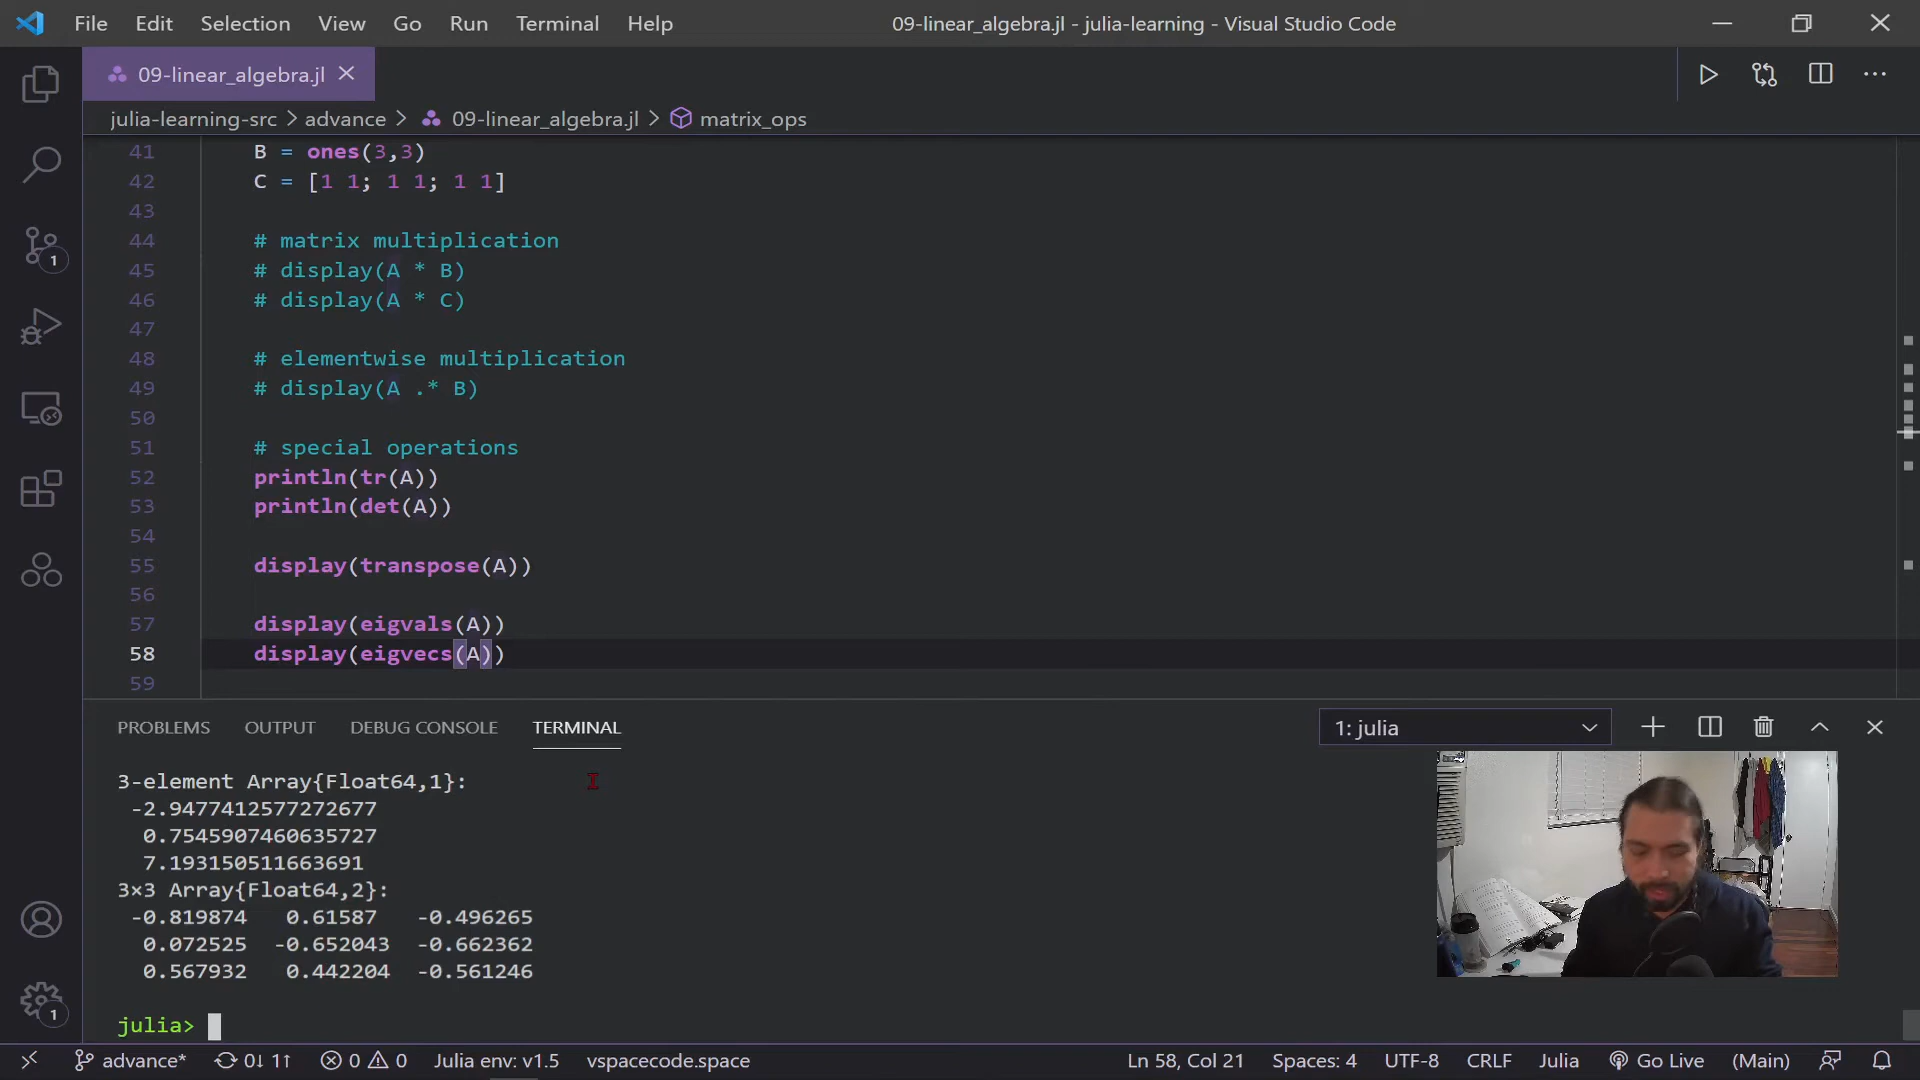 File Edit Selection View Go Run Terminal Help
09-linear_algebra.jl - julia-learning - Visual Studio Code
09-linear_algebra.jl
julia-learning-src > advance > 09-linear_algebra.jl > matrix_ops
41 B = ones(3,3)
42 C = [1 1; 1 1; 1 1]
43
44 # matrix multiplication
45 # display(A * B)
46 # display(A * C)
47
48 # elementwise multiplication
49 # display(A .* B)
50
51 # special operations
52 println(tr(A))
53 println(det(A))
54
55 display(transpose(A))
56
57 display(eigvals(A))
58 display(eigvecs(A))
59
PROBLEMS OUTPUT DEBUG CONSOLE TERMINAL
1: julia
3-element Array{Float64,1}:
-2.9477412577272677
0.7545907460635727
7.193150511663691
3×3 Array{Float64,2}:
-0.819874 0.61587 -0.496265
0.072525 -0.652043 -0.662362
0.567932 0.442204 -0.561246
julia>
1
1
advance* 0↓ 1↑ 0 0 Julia env: v1.5 vspacecode.space
Ln 58, Col 21 Spaces: 4 UTF-8 CRLF Julia Go Live (Main)